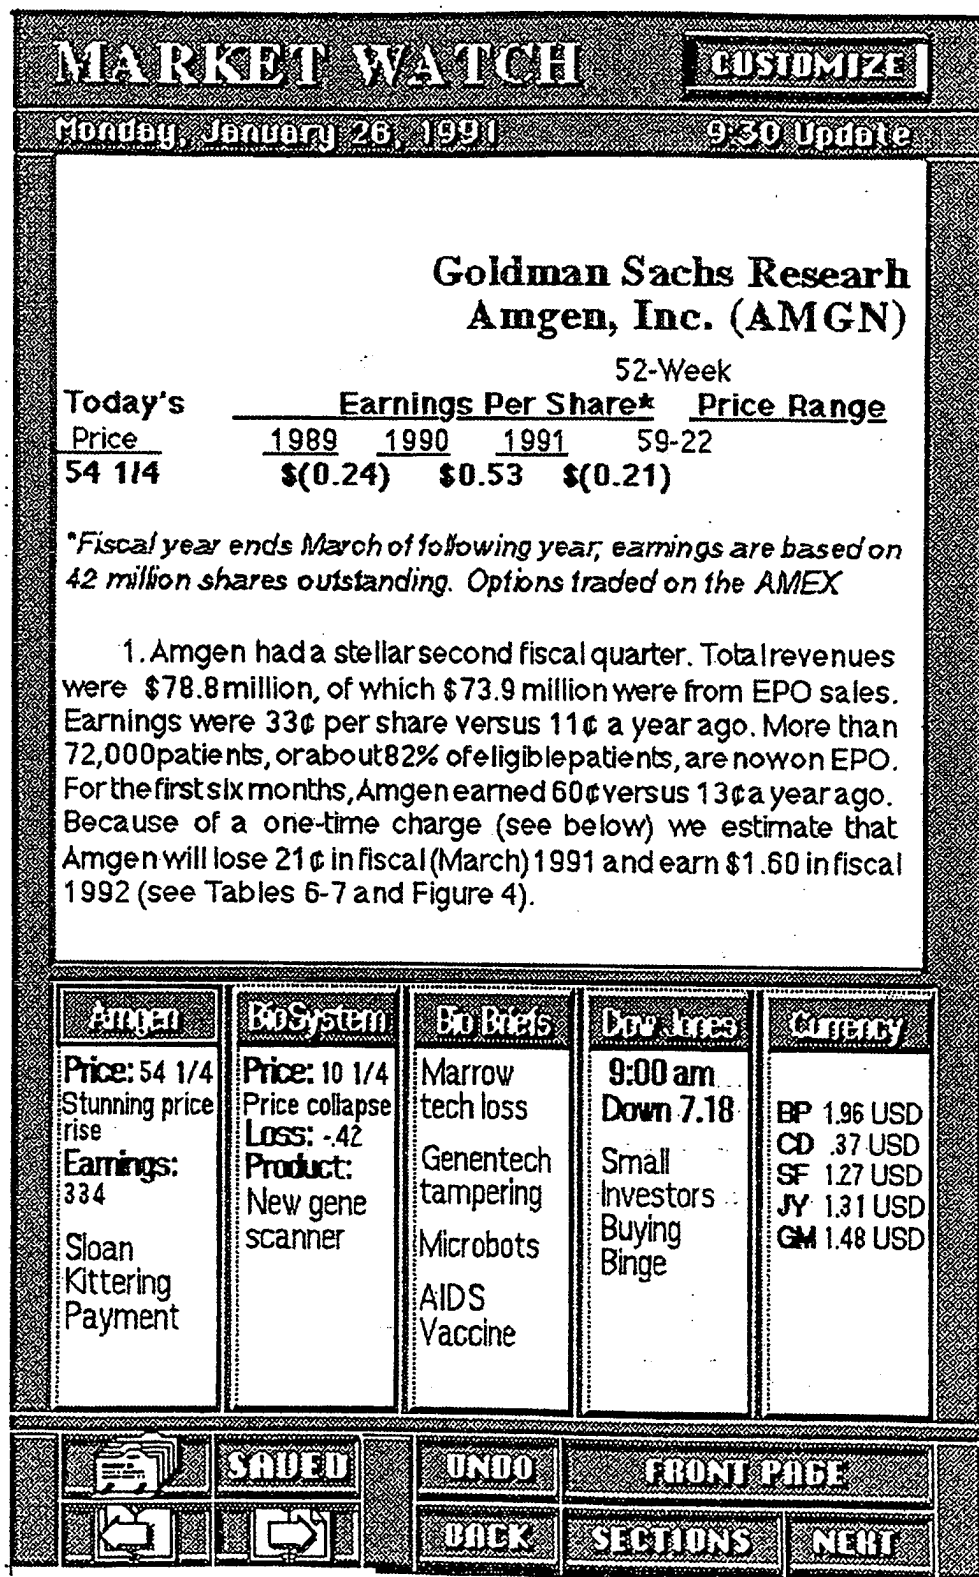 MARKET WATCH
CUSTOMIZE
Monday, January 26, 1991
9:30 Update
Goldman Sachs Researh
Amgen, Inc. (AMGN)
52-Week
Today's Earnings Per Share* Price Range
Price 1989 1990 1991 59-22
54 1/4 $(0.24) $0.53 $(0.21)
*Fiscal year ends March of following year, earnings are based on
42 million shares outstanding. Options traded on the AMEX
1. Amgen had a stellar second fiscal quarter. Total revenues
were $78.8 million, of which $73.9 million were from EPO sales.
Earnings were 33¢ per share versus 11¢ a year ago. More than
72,000 patients, or about 82% of eligible patients, are now on EPO.
For the first six months, Amgen earned 60¢ versus 13¢ a year ago.
Because of a one-time charge (see below) we estimate that
Amgen will lose 21¢ in fiscal (March) 1991 and earn $1.60 in fiscal
1992 (see Tables 6-7 and Figure 4).
Amgen
Price: 54 1/4
Stunning price
rise
Earnings:
334
Sloan
Kittering
Payment
BioSystem
Price: 10 1/4
Price collapse
Loss: -.42
Product:
New gene
scanner
Bio Briefs
Marrow
tech loss
Genentech
tampering
Microbots
AIDS
Vaccine
Dow Jones
9:00 am
Down 7.18
Small
Investors
Buying
Binge
Currency
BP 1.96 USD
CD .37 USD
SF 1.27 USD
JY 1.31 USD
GM 1.48 USD
SAVED
UNDO
FRONT PAGE
BACK
SECTIONS
NEXT